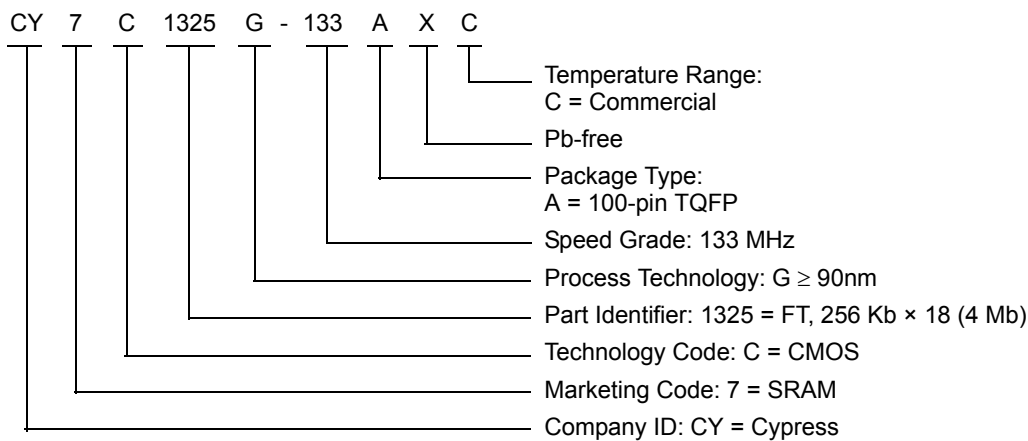 CY 7 C 1325 G - 133 A X C
Temperature Range:
C = Commercial
Pb-free
Package Type:
A = 100-pin TQFP
Speed Grade: 133 MHz
Process Technology: G ≥ 90nm
Part Identifier: 1325 = FT, 256 Kb × 18 (4 Mb)
Technology Code: C = CMOS
Marketing Code: 7 = SRAM
Company ID: CY = Cypress